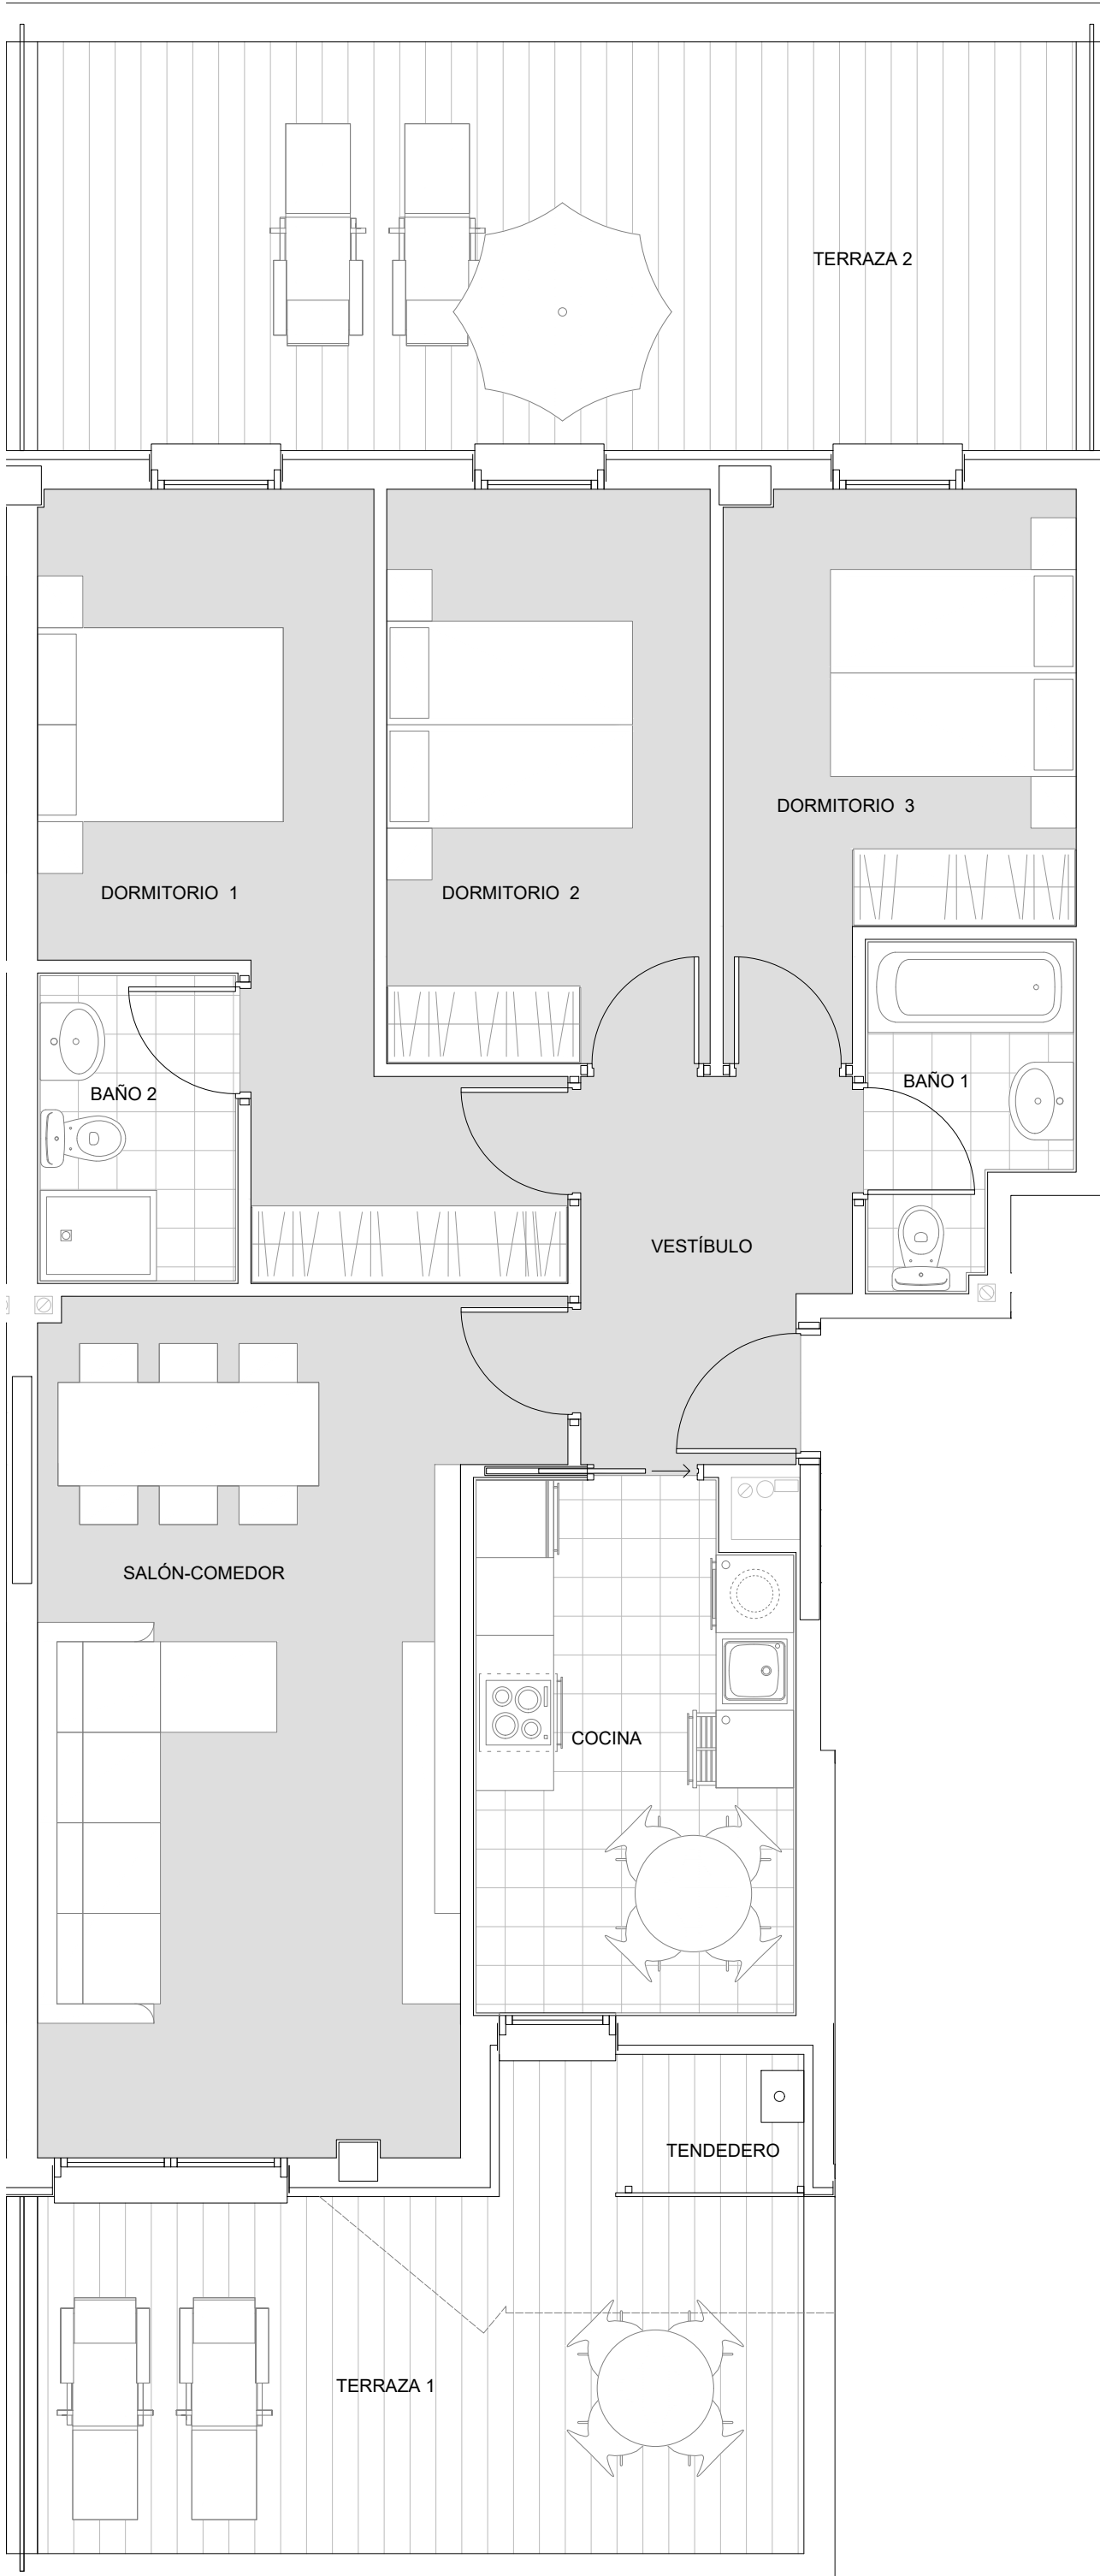 TERRAZA 2
DORMITORIO 3
DORMITORIO 1
DORMITORIO 2
BAÑO 2
BAÑO 1
VESTÍBULO
SALÓN-COMEDOR
COCINA
TENDEDERO
TERRAZA 1